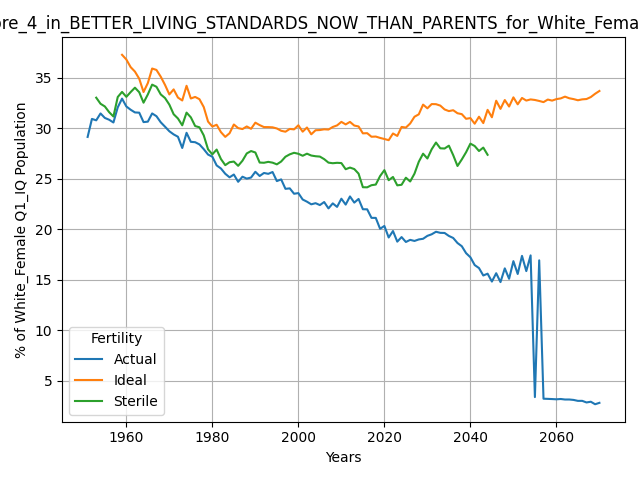 ore_4_in_BETTER_LIVING_STANDARDS_NOW_THAN_PARENTS_for_White_Fema
% of White_Female Q1_IQ Population
35
30
25
20
15
10
5
Fertility
Actual
Ideal
Sterile
1960 1980 2000 2020 2040 2060
Years